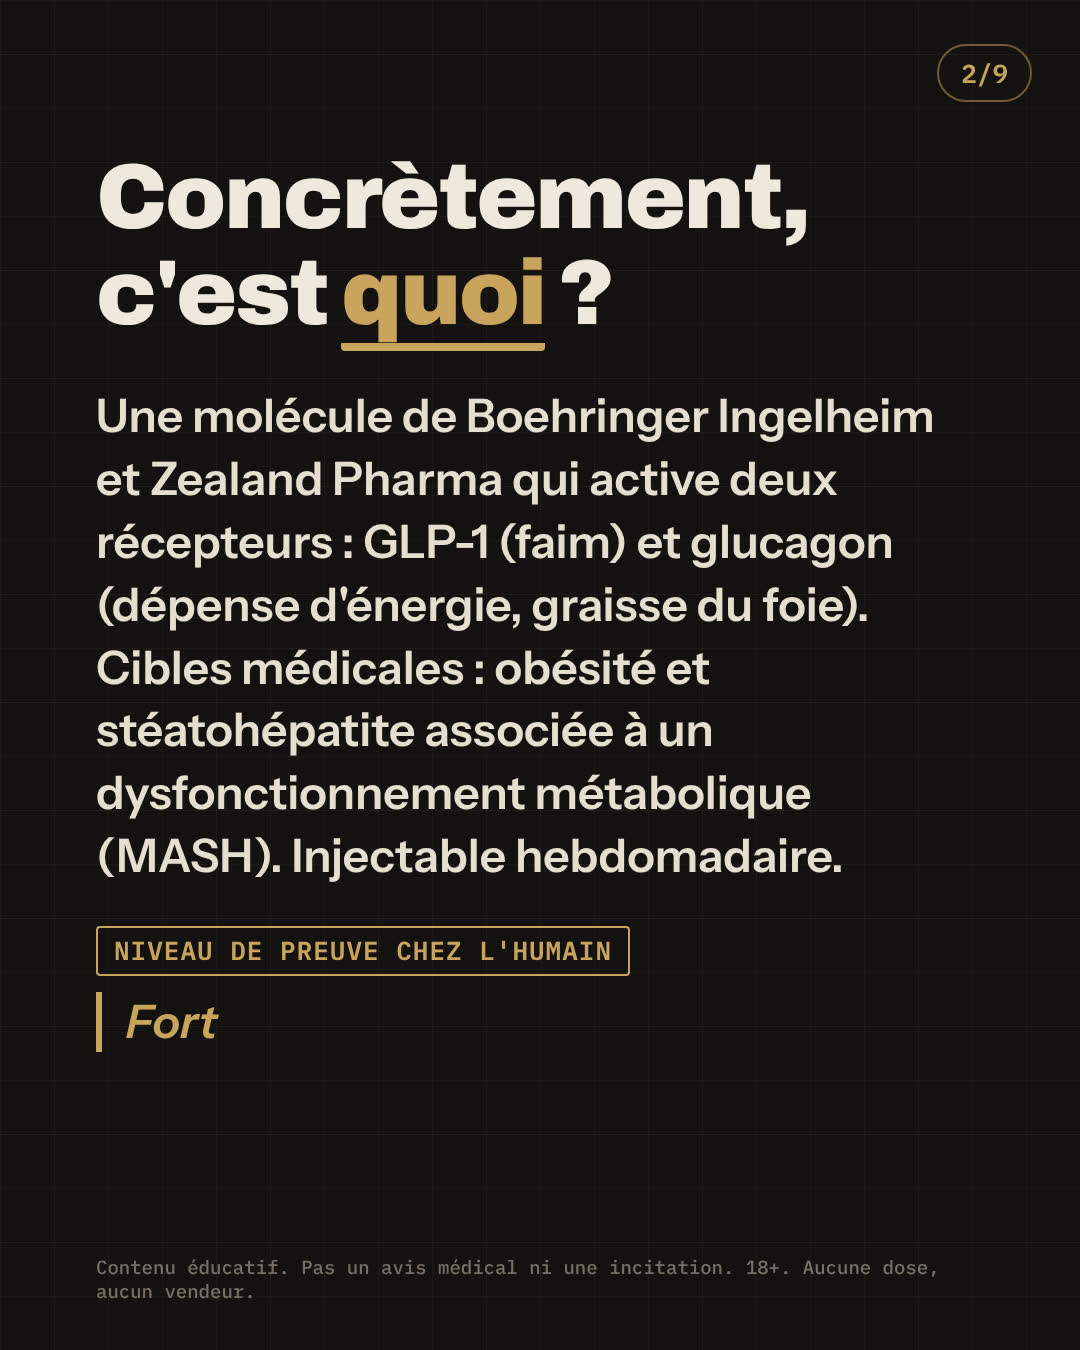 2/9
Concrètement,
c'est quoi ?
Une molécule de Boehringer Ingelheim
et Zealand Pharma qui active deux
récepteurs : GLP-1 (faim) et glucagon
(dépense d'énergie, graisse du foie).
Cibles médicales : obésité et
stéatohépatite associée à un
dysfonctionnement métabolique
(MASH). Injectable hebdomadaire.
NIVEAU DE PREUVE CHEZ L'HUMAIN
Fort
Contenu éducatif. Pas un avis médical ni une incitation. 18+. Aucune dose,
aucun vendeur.